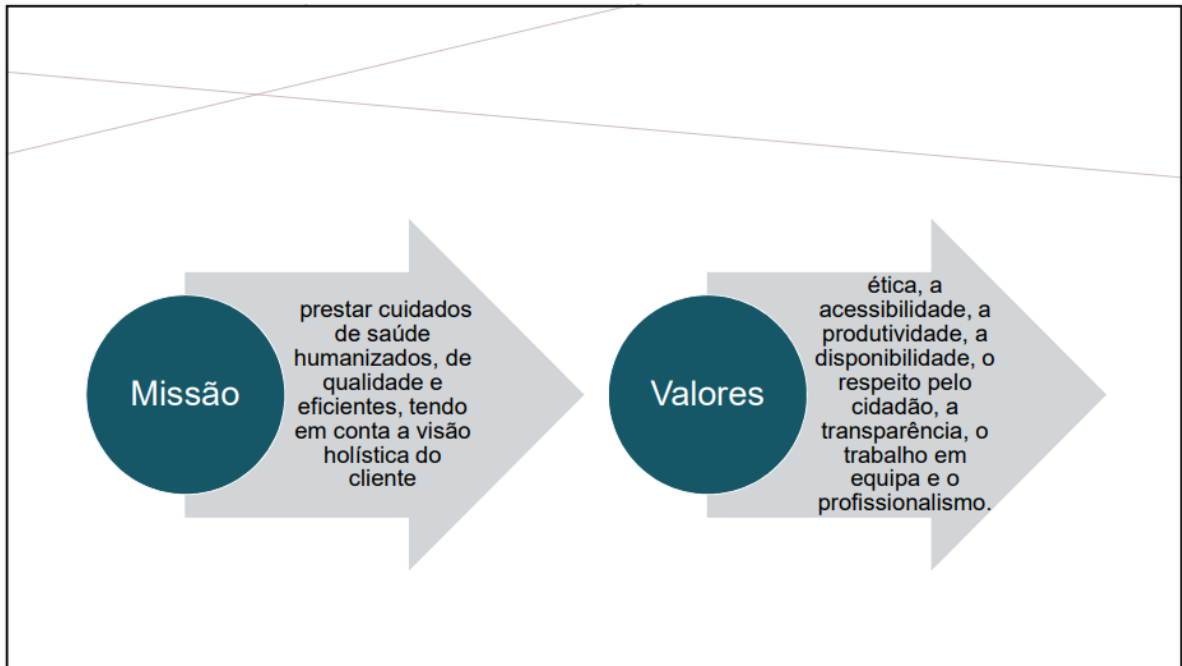 Missão
prestar cuidados
de saúde
humanizados, de
qualidade e
eficientes, tendo
em conta a visão
holística do
cliente
Valores
ética, a
acessibilidade, a
produtividade, a
disponibilidade, o
respeito pelo
cidadão, a
transparência, o
trabalho em
equipa e o
profissionalismo.